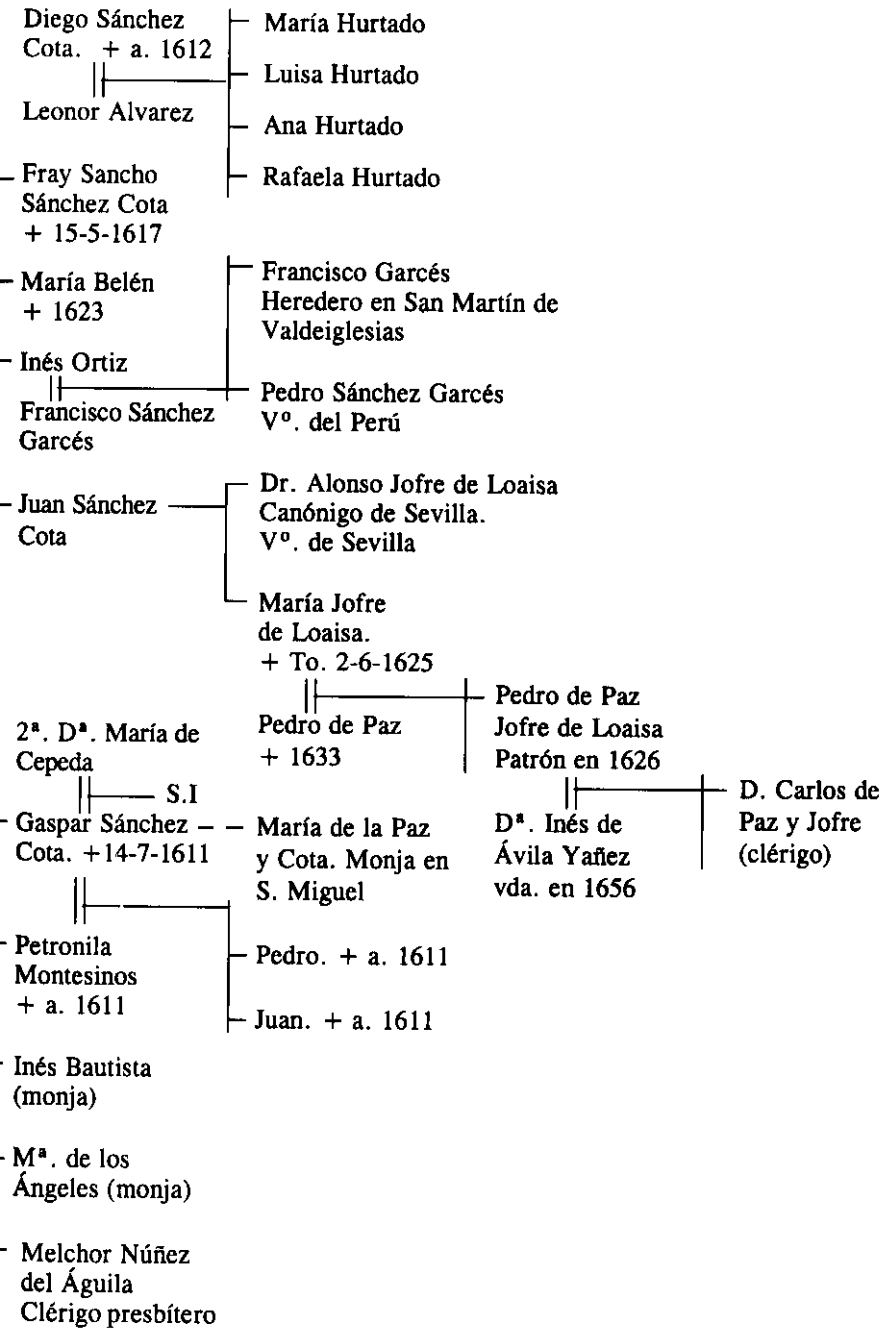 Diego Sánchez
Cota. + a. 1612
Leonor Alvarez
María Hurtado
Luisa Hurtado
Ana Hurtado
Rafaela Hurtado
Fray Sancho
Sánchez Cota
+ 15-5-1617
María Belén
+ 1623
Inés Ortiz
Francisco Sánchez
Garcés
Francisco Garcés
Heredero en San Martín de
Valdeiglesias
Pedro Sánchez Garcés
Vº. del Perú
Juan Sánchez
Cota
Dr. Alonso Jofre de Loaisa
Canónigo de Sevilla.
Vº. de Sevilla
María Jofre
de Loaisa.
+ To. 2-6-1625
Pedro de Paz
+ 1633
Pedro de Paz
Jofre de Loaisa
Patrón en 1626
Dª. Inés de
Ávila Yañez
vda. en 1656
D. Carlos de
Paz y Jofre
(clérigo)
2ª. Dª. María de
Cepeda
S.I
Gaspar Sánchez
Cota. +14-7-1611
María de la Paz
y Cota. Monja en
S. Miguel
Petronila
Montesinos
+ a. 1611
Pedro. + a. 1611
Juan. + a. 1611
Inés Bautista
(monja)
Mª. de los
Ángeles (monja)
Melchor Núñez
del Águila
Clérigo presbítero